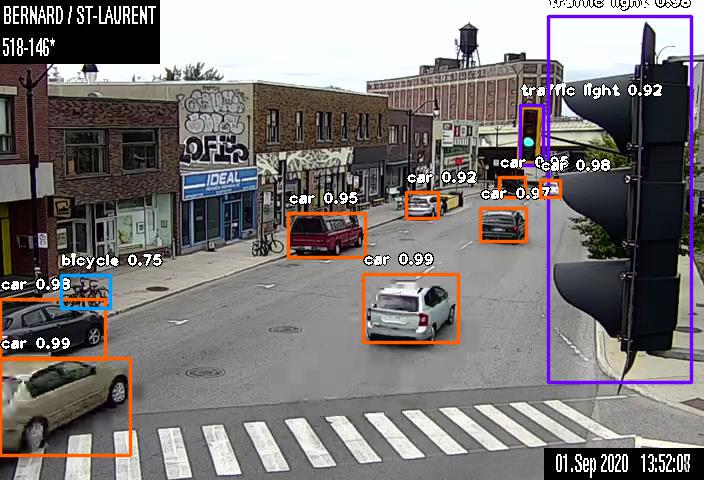 BERNARD / ST-LAURENT
518-146*
traffic light 0.98
traffic light 0.92
car 0.98
car 0.92
car 0.97
car 0.95
IDEAL
car 0.99
bicycle 0.75
car 0.93
car 0.99
01.Sep 2020 13:52:07